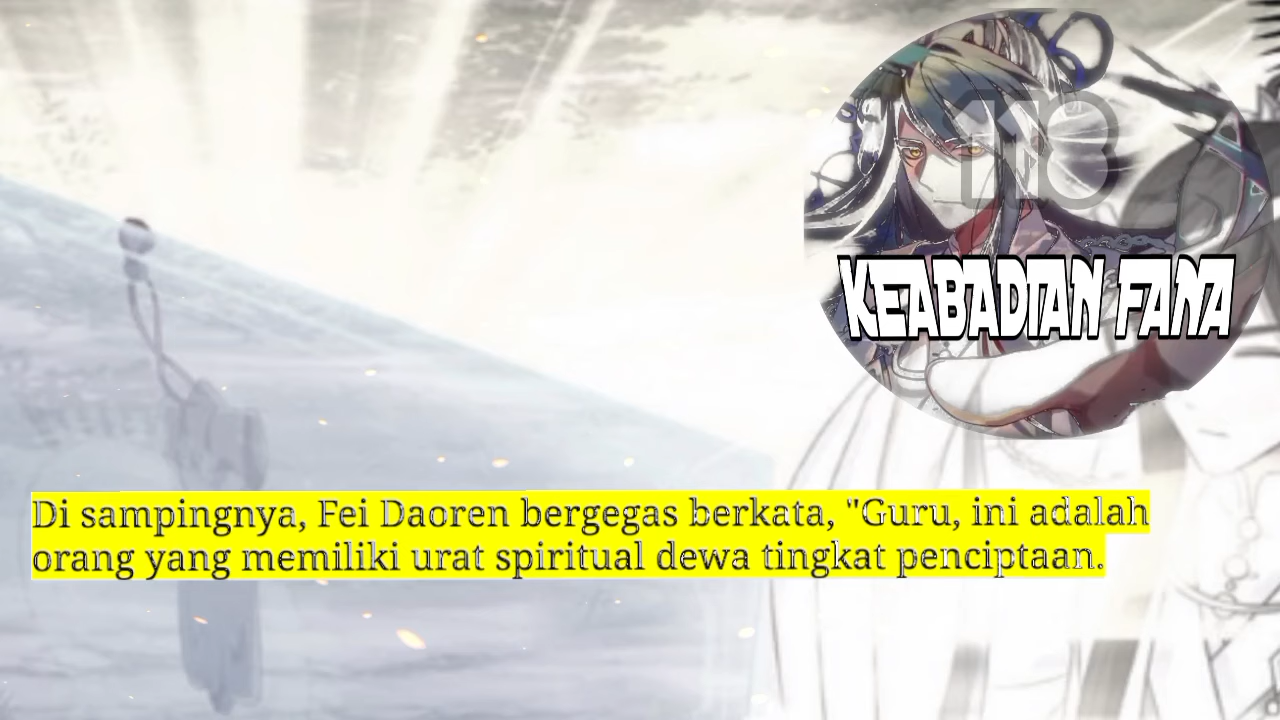 118
KEABADIAN FANA
Di sampingnya, Fei Daoren bergegas berkata, "Guru, ini adalah
orang yang memiliki urat spiritual dewa tingkat penciptaan.